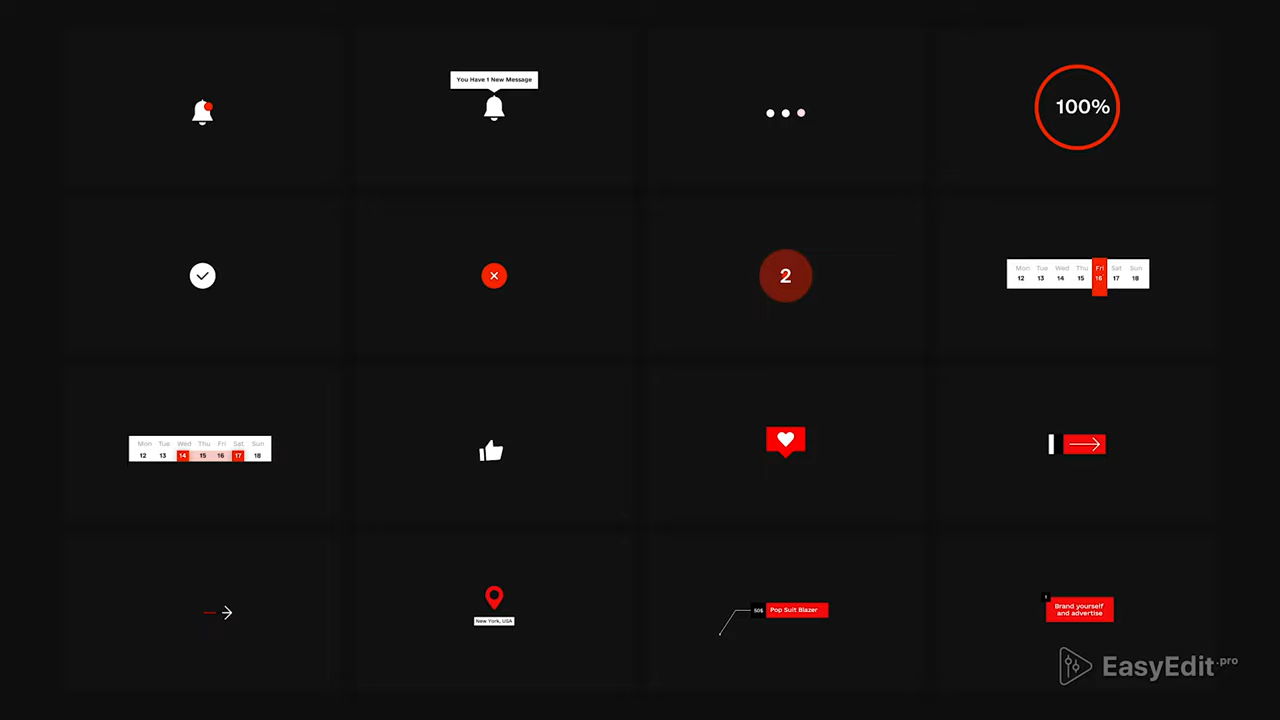 You Have 1 New Message
100%
2
Mon Tue Wed Thu Fri Sat Sun
12 13 14 15 16 17 18
Mon Tue Wed Thu Fri Sat Sun
12 13 14 15 16 17 18
New York, USA
50$ Pop Suit Blazer
1
Brand yourself
and advertise
EasyEdit.pro